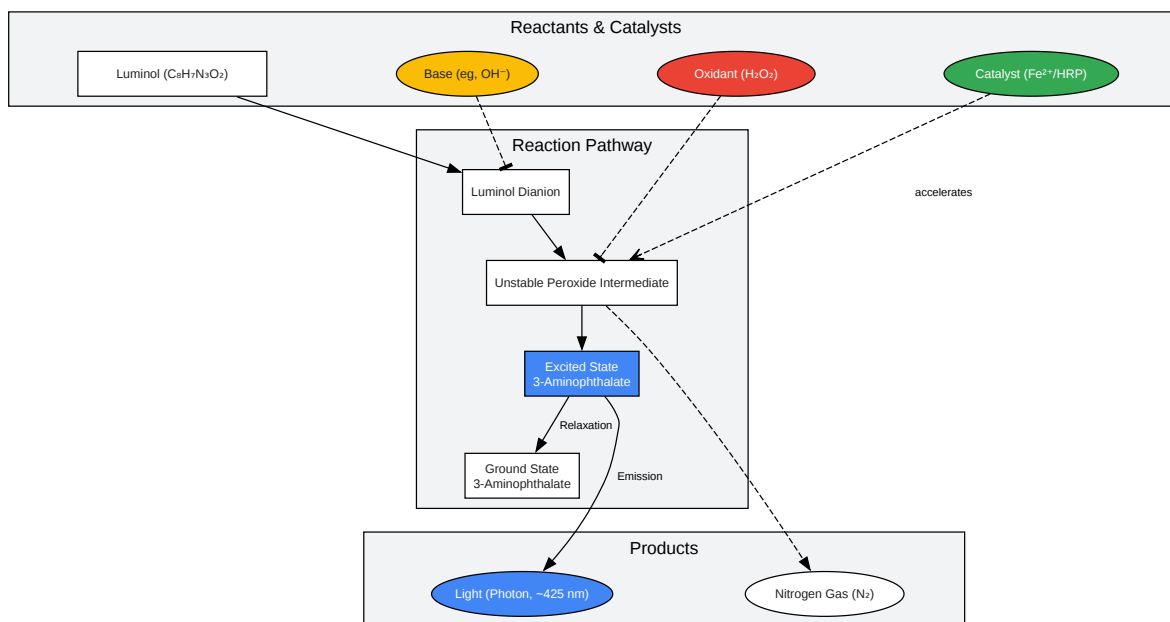 Reactants & Catalysts
Luminol (C₈H₇N₃O₂)
Base (eg, OH⁻)
Oxidant (H₂O₂)
Catalyst (Fe²⁺/HRP)
Reaction Pathway
Luminol Dianion
accelerates
Unstable Peroxide Intermediate
Excited State
3-Aminophthalate
Relaxation
Ground State
3-Aminophthalate
Emission
Products
Light (Photon, ~425 nm)
Nitrogen Gas (N₂)